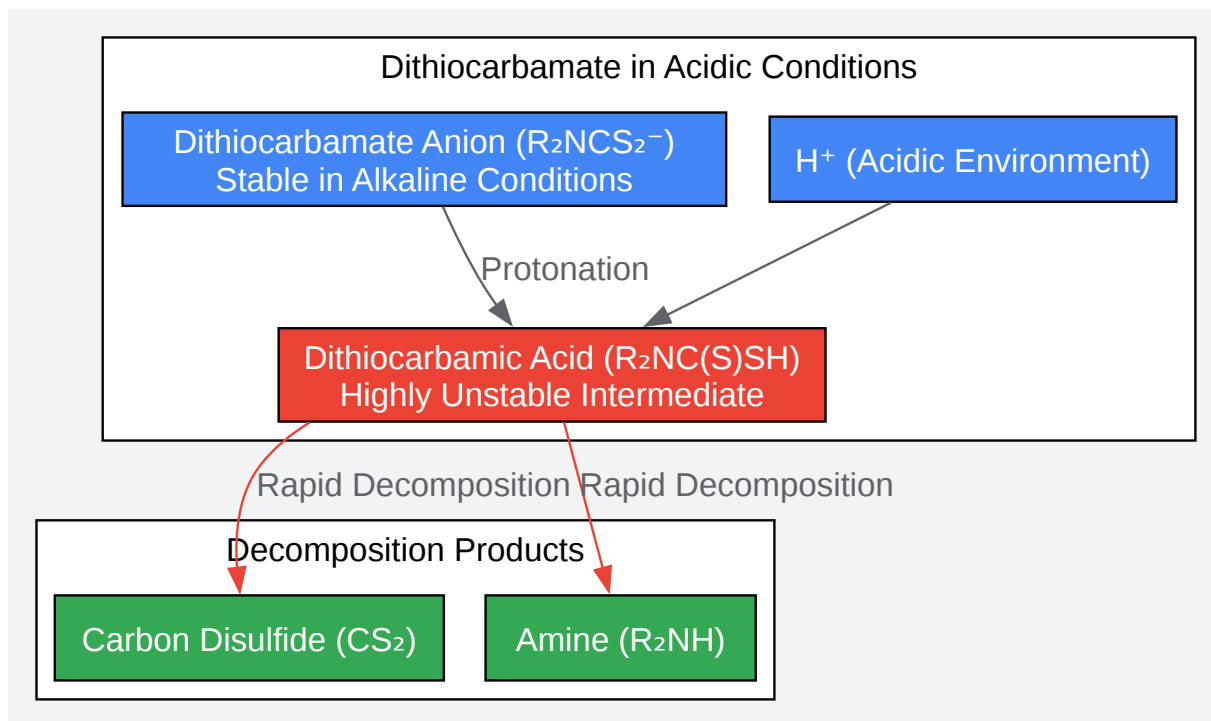 Dithiocarbamate in Acidic Conditions
Dithiocarbamate Anion (R₂NCS₂⁻)
Stable in Alkaline Conditions
H⁺ (Acidic Environment)
Protonation
Dithiocarbamic Acid (R₂NC(S)SH)
Highly Unstable Intermediate
Rapid Decomposition
Rapid Decomposition
Decomposition Products
Carbon Disulfide (CS₂)
Amine (R₂NH)